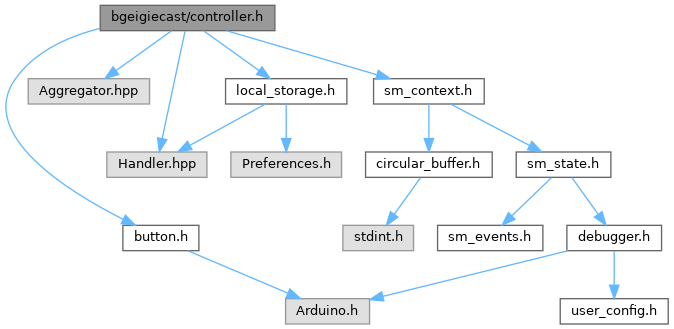 bgeigiecast/controller.h
Aggregator.hpp
local_storage.h
sm_context.h
Handler.hpp
Preferences.h
circular_buffer.h
sm_state.h
button.h
stdint.h
sm_events.h
debugger.h
Arduino.h
user_config.h